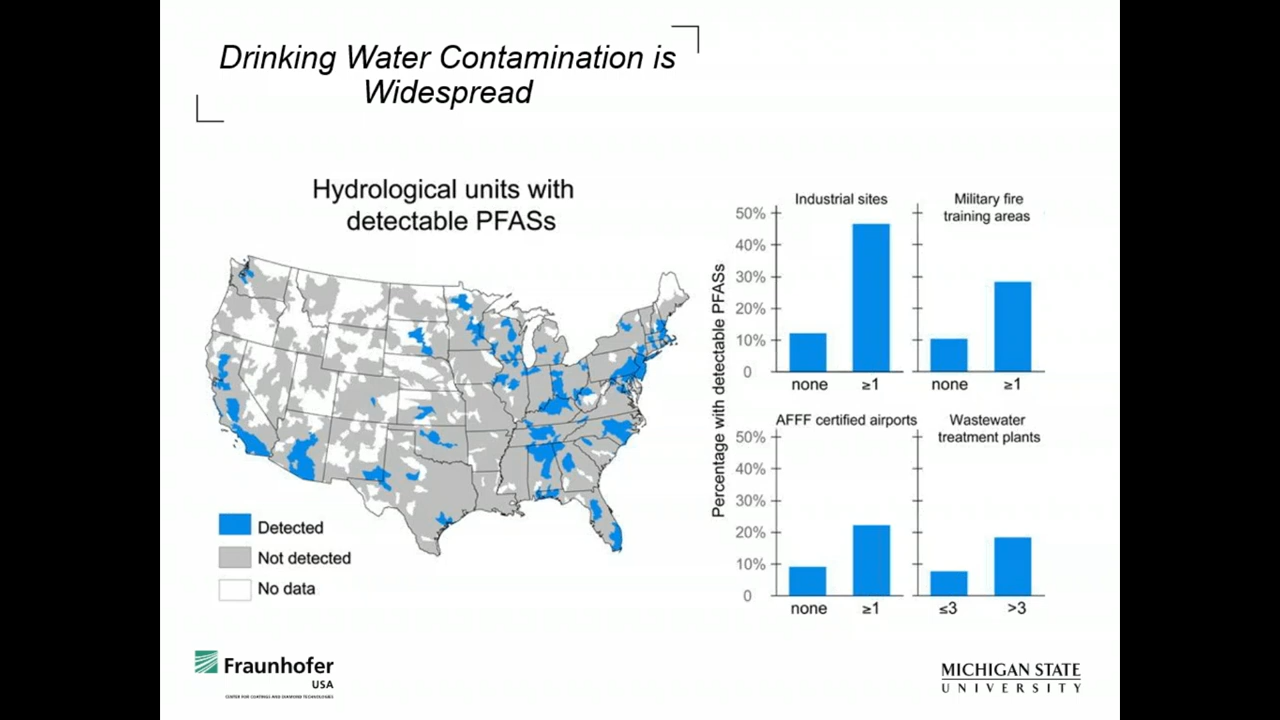 Drinking Water Contamination is
Widespread
Hydrological units with
detectable PFASs
Detected
Not detected
No data
Percentage with detectable PFASs
Industrial sites
50%
40%
30%
20%
10%
0
none
≥1
Military fire
training areas
none
≥1
AFFF certified airports
50%
40%
30%
20%
10%
0
none
≥1
Wastewater
treatment plants
≤3
>3
Fraunhofer
USA
CENTER FOR COATINGS AND DIAMOND TECHNOLOGIES
MICHIGAN STATE
UNIVERSITY